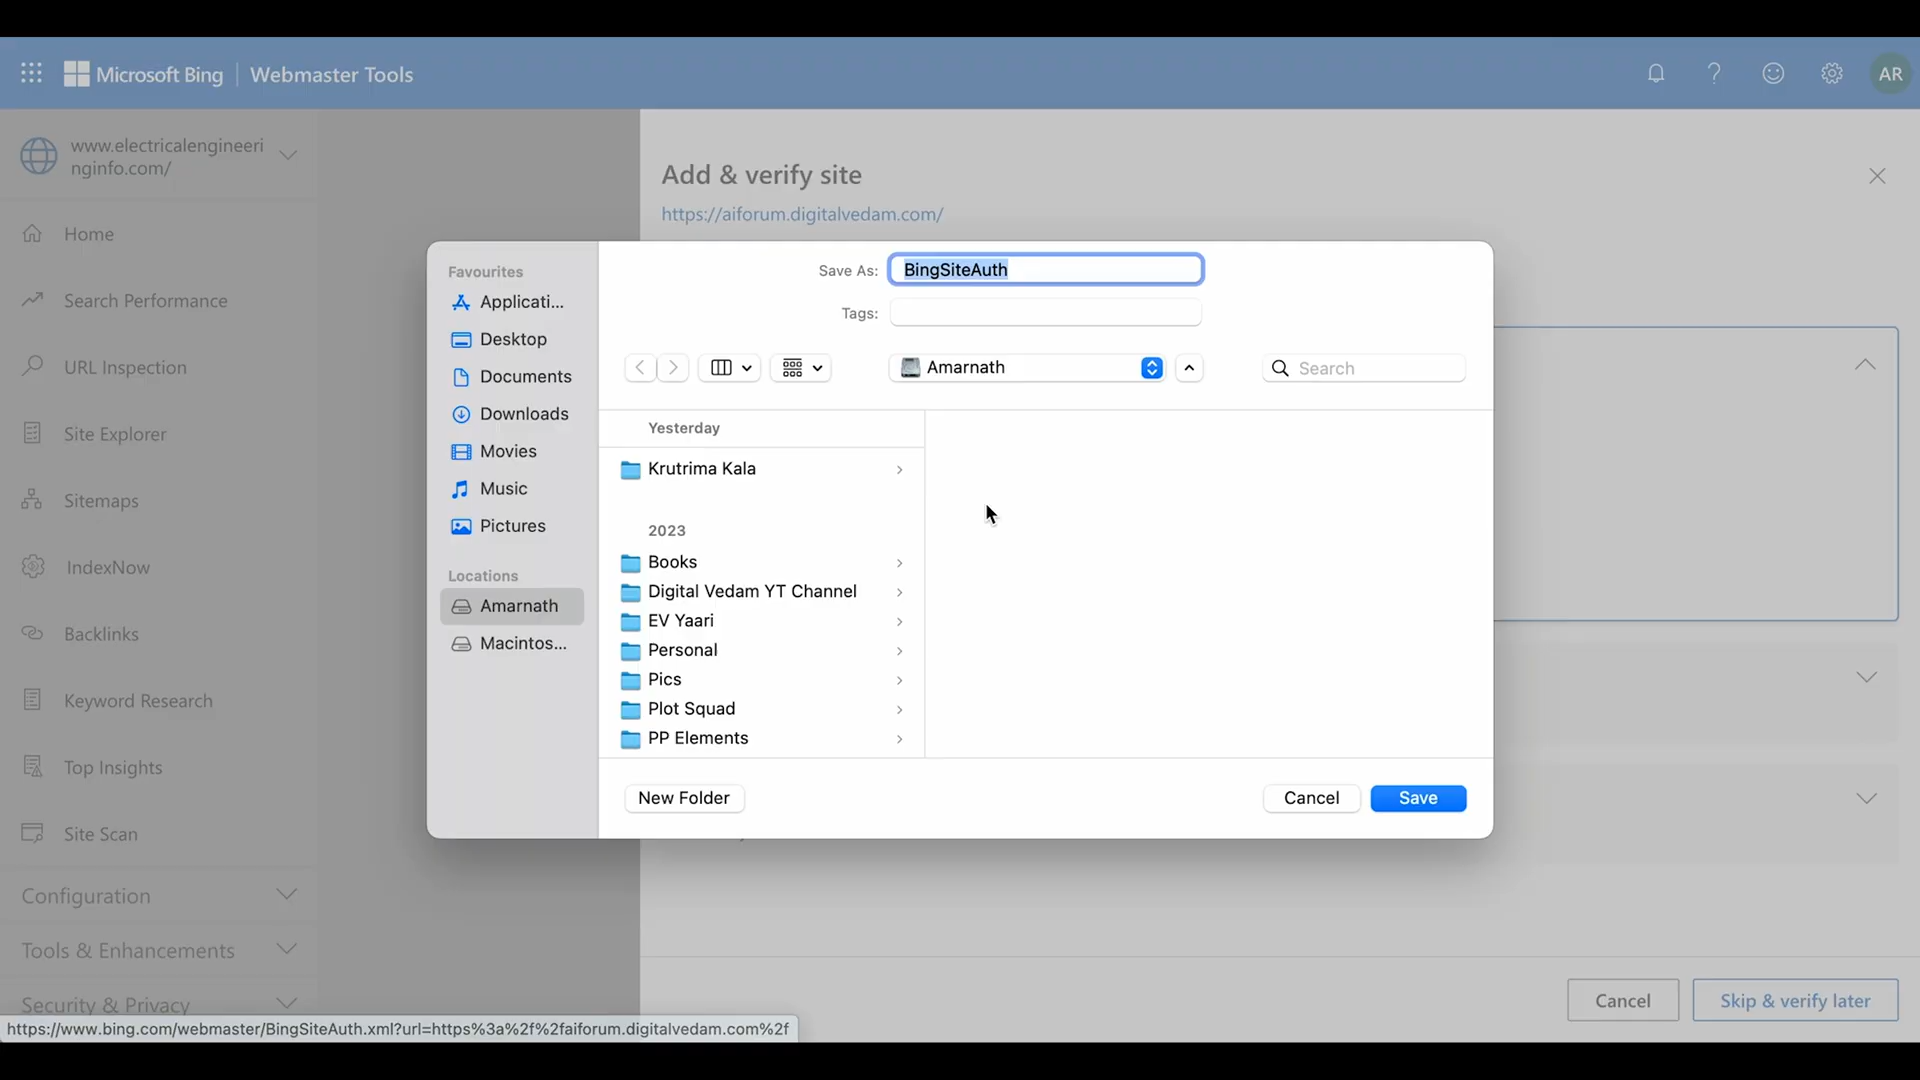 Microsoft Bing | Webmaster Tools
AR
www.electricalengineeri
nginfo.com/
Home
Search Performance
URL Inspection
Site Explorer
Sitemaps
IndexNow
Backlinks
Keyword Research
Top Insights
Site Scan
Configuration
Tools & Enhancements
Security & Privacy
Add & verify site
https://aiforum.digitalvedam.com/
Favourites
Applicati...
Desktop
Documents
Downloads
Movies
Music
Pictures
Locations
Amarnath
Macintos...
Save As: BingSiteAuth
Tags:
Amarnath
Search
Yesterday
Krutrima Kala
2023
Books
Digital Vedam YT Channel
EV Yaari
Personal
Pics
Plot Squad
PP Elements
New Folder
Cancel
Save
Cancel
Skip & verify later
https://www.bing.com/webmaster/BingSiteAuth.xml?url=https%3a%2f%2faiforum.digitalvedam.com%2f